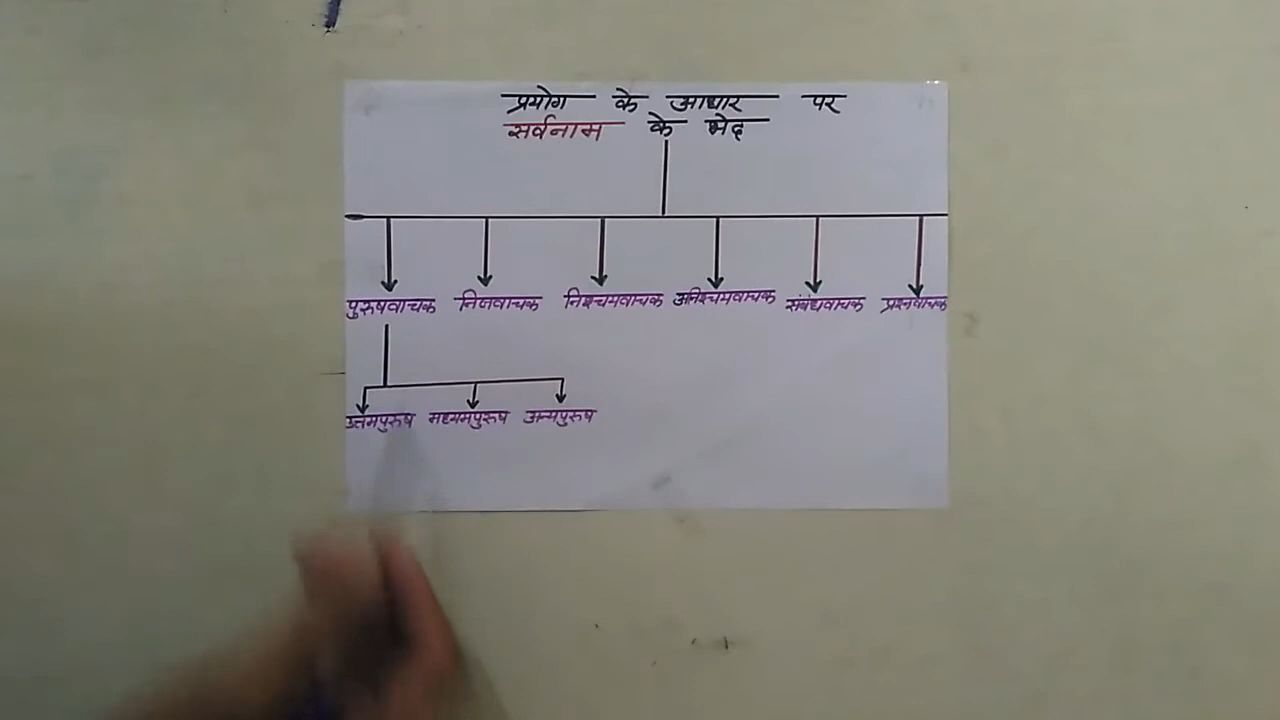 प्रयोग के आधार पर
सर्वनाम के भेद
पुरुषवाचक निजवाचक निश्चयवाचक अनिश्चयवाचक संबंधवाचक प्रश्नवाचक
उत्तमपुरुष मध्यमपुरुष अन्यपुरुष